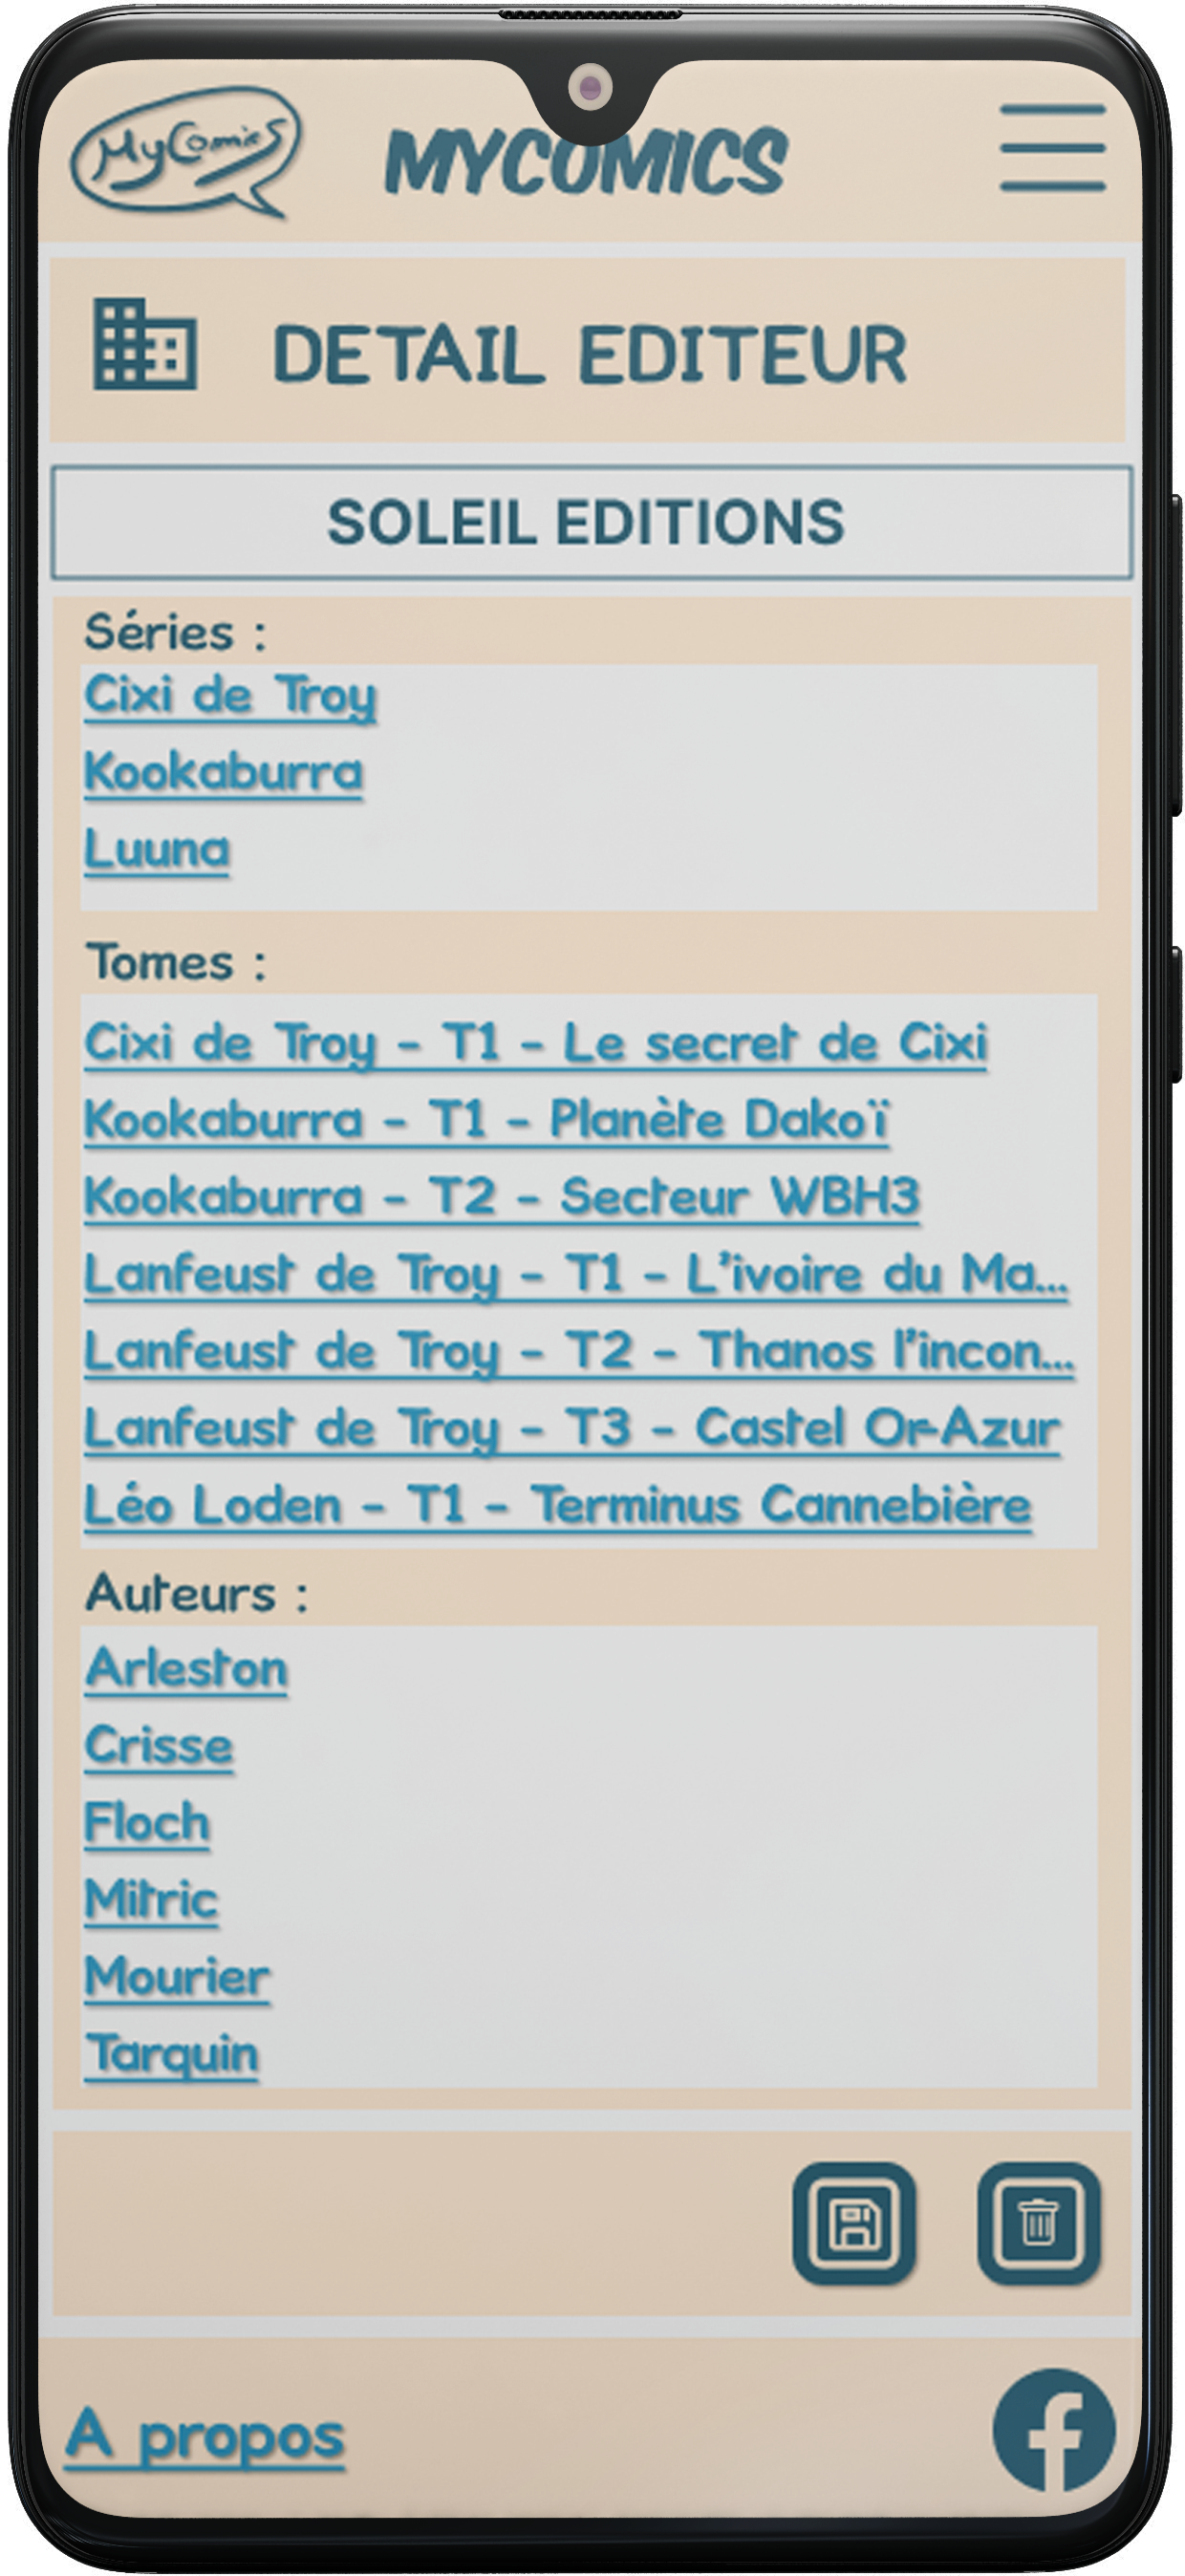 MyComics
MYCOMICS
DETAIL EDITEUR
SOLEIL EDITIONS
Séries :
Cixi de Troy
Kookaburra
Luuna
Tomes :
Cixi de Troy - T1 - Le secret de Cixi
Kookaburra - T1 - Planète Dakoï
Kookaburra - T2 - Secteur WBH3
Lanfeust de Troy - T1 - L'ivoire du Ma...
Lanfeust de Troy - T2 - Thanos l'incon...
Lanfeust de Troy - T3 - Castel Or-Azur
Léo Loden - T1 - Terminus Cannebière
Auteurs :
Arleston
Crisse
Floch
Mitric
Mourier
Tarquin
A propos